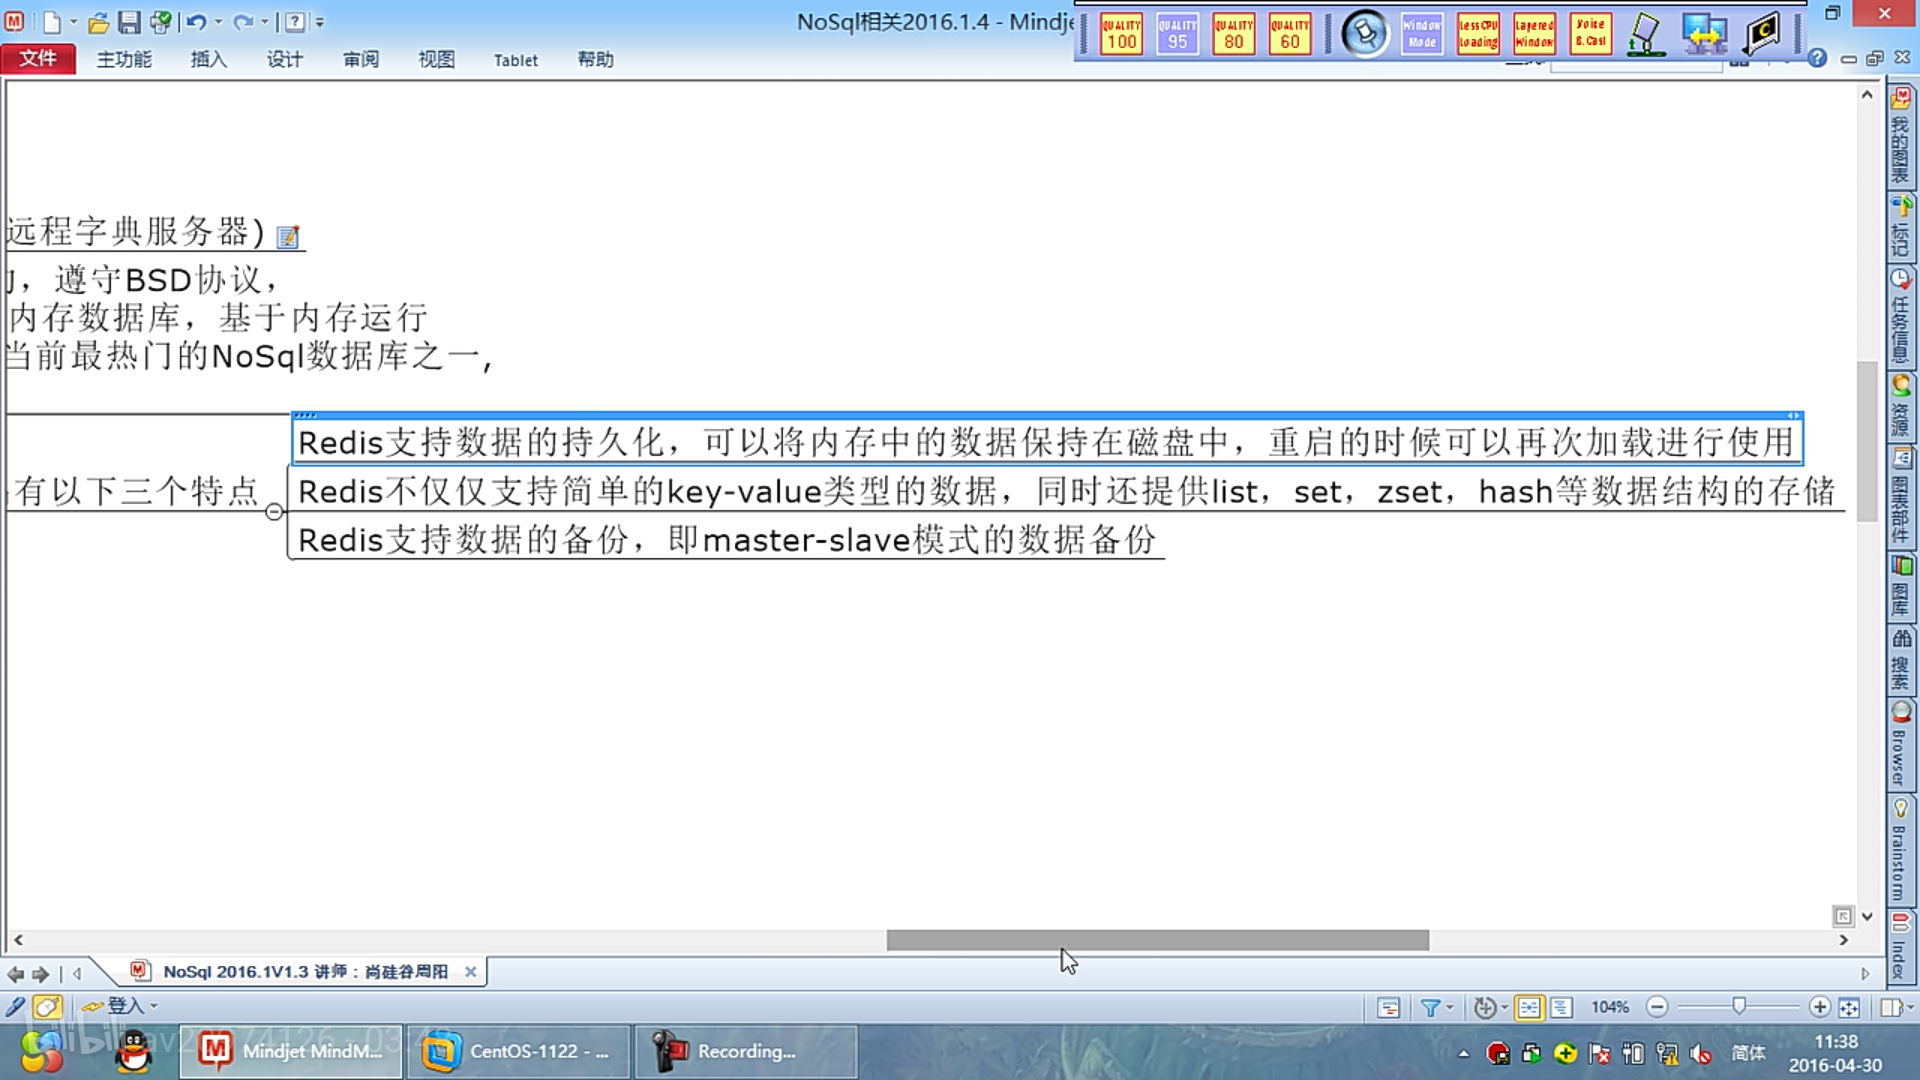 NoSql相关2016.1.4 - Mindje
QUALITY 100
QUALITY 95
QUALITY 80
QUALITY 60
Window Mode
LessCPU Loading
Layered Window
Voice B.Cast
文件 主功能 插入 设计 审阅 视图 Tablet 帮助
远程字典服务器)
，遵守BSD协议，
内存数据库，基于内存运行
当前最热门的NoSql数据库之一,
有以下三个特点
Redis支持数据的持久化，可以将内存中的数据保持在磁盘中，重启的时候可以再次加载进行使用
Redis不仅仅支持简单的key-value类型的数据，同时还提供list，set，zset，hash等数据结构的存储
Redis支持数据的备份，即master-slave模式的数据备份
我的图表
标记
任务信息
资源
图表部件
图库
搜索
Browser
Brainstorm
Index
NoSql 2016.1V1.3 讲师：尚硅谷周阳
登入
104%
Mindjet MindM...
CentOS-1122 - ...
Recording...
简体
11:38
2016-04-30